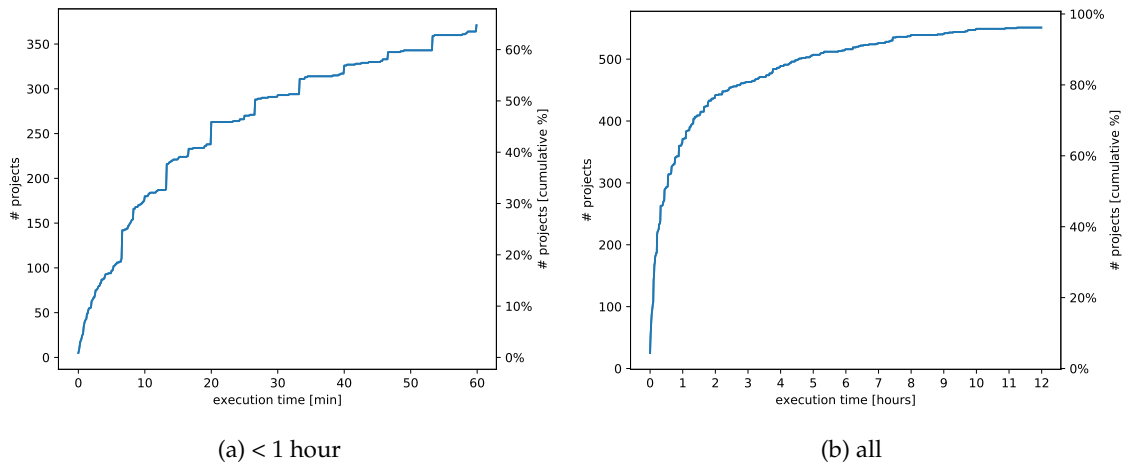 350
300
250
200
150
100
50
0
# projects
60%
50%
40%
30%
20%
10%
0%
# projects [cumulative %]
0 10 20 30 40 50 60
execution time [min]
(a) < 1 hour
500
400
300
200
100
0
# projects
100%
80%
60%
40%
20%
0%
# projects [cumulative %]
0 1 2 3 4 5 6 7 8 9 10 11 12
execution time [hours]
(b) all